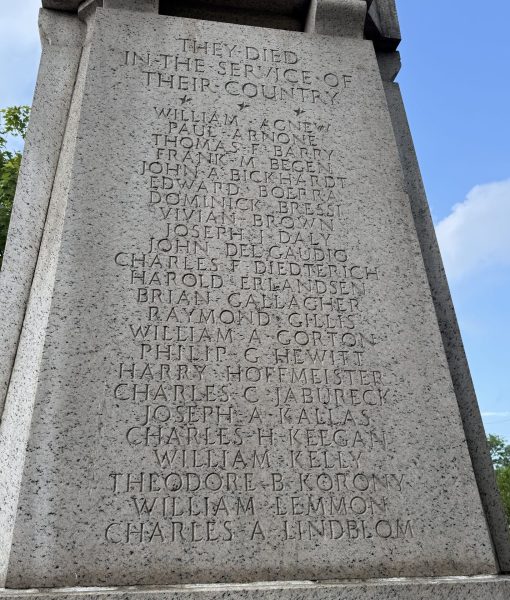 THEY DIED
IN THE SERVICE OF
THEIR COUNTRY
WILLIAM AGNEW
PAUL ARNONE
THOMAS F BARRY
FRANK M BEGEN
JOHN A BICKHARDT
EDWARD
DOMINICK BRESSI
VIVIAN BROWN
JOSEPH J DALY
JOHN DEL GAUDIO
CHARLES F DIEDTERICH
HAROLD ERLANDSEN
BRIAN GALLAGHER
RAYMOND GILLIS
WILLIAM A GORTON
PHILIP G HEWITT
HARRY HOFFMEISTER
CHARLES C JABURECK
JOSEPH A KALLAS
CHARLES H KEEGAN
WILLIAM KELLY
THEODORE B KORONY
WILLIAM LEMMON
CHARLES A LINDBLOM